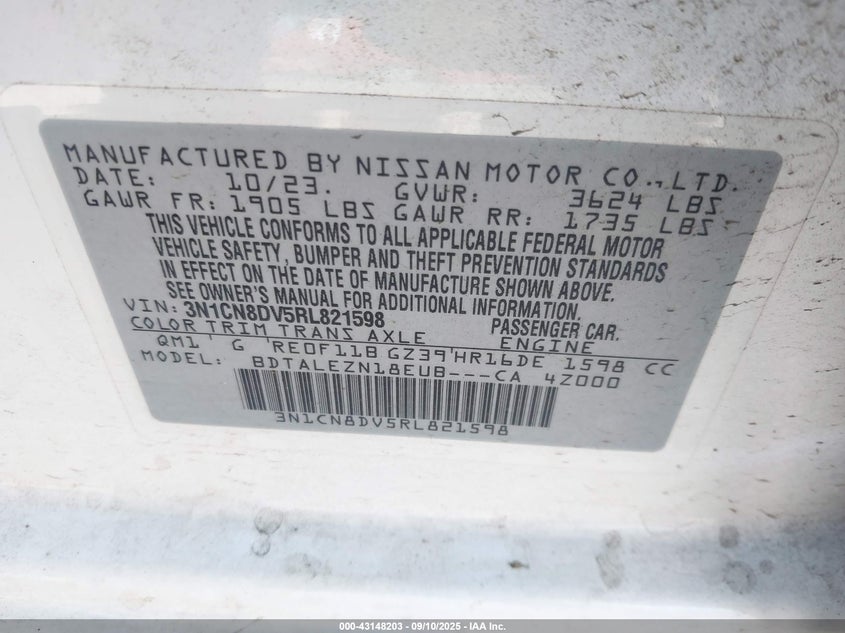 MANUFACTURED BY NISSAN MOTOR CO., LTD.
DATE: 10/23. GVWR: 3624 LBS
GAWR FR: 1905 LBS GAWR RR: 1735 LBS
THIS VEHICLE CONFORMS TO ALL APPLICABLE FEDERAL MOTOR
VEHICLE SAFETY, BUMPER AND THEFT PREVENTION STANDARDS
IN EFFECT ON THE DATE OF MANUFACTURE SHOWN ABOVE.
SEE OWNER'S MANUAL FOR ADDITIONAL INFORMATION.
VIN: 3N1CN8DV5RL821598 PASSENGER CAR.
COLOR TRIM TRANS AXLE ENGINE
QM1' G 'RE0F11B GZ39'HR16DE 1598 CC
MODEL: BDTALEZN18EUB---CA 4Z000
3N1CN8DV5RL821598
000-43148203 - 09/10/2025 - IAA Inc.